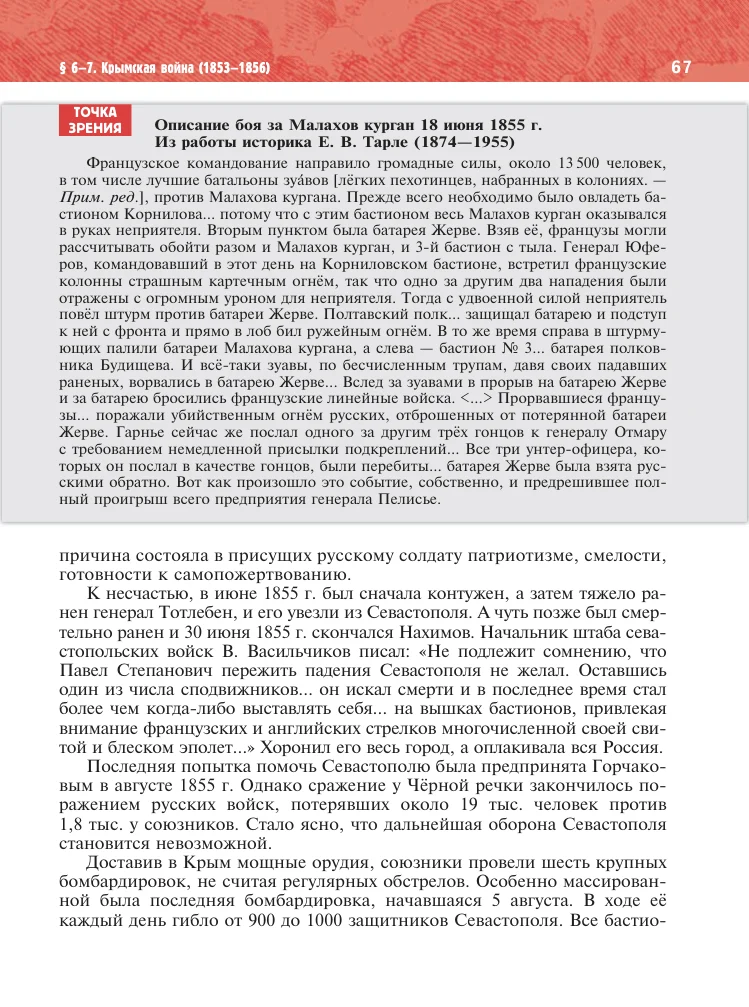 § 6–7. Крымская война (1853–1856)
67
ТОЧКА
ЗРЕНИЯ
Описание боя за Малахов курган 18 июня 1855 г.
Из работы историка Е. В. Тарле (1874—1955)
Французское командование направило громадные силы, около 13 500 человек,
в том числе лучшие батальоны зуа́вов [лёгких пехотинцев, набранных в колониях. —
Прим. ред.], против Малахова кургана. Прежде всего необходимо было овладеть ба-
стионом Корнилова... потому что с этим бастионом весь Малахов курган оказывался
в руках неприятеля. Вторым пунктом была батарея Жерве. Взяв её, французы могли
рассчитывать обойти разом и Малахов курган, и 3-й бастион с тыла. Генерал Юфе-
ров, командовавший в этот день на Корниловском бастионе, встретил французские
колонны страшным картечным огнём, так что одно за другим два нападения были
отражены с огромным уроном для неприятеля. Тогда с удвоенной силой неприятель
повёл штурм против батареи Жерве. Полтавский полк... защищал батарею и подступ
к ней с фронта и прямо в лоб бил ружейным огнём. В то же время справа в штурму-
ющих палили батареи Малахова кургана, а слева — бастион № 3... батарея полков-
ника Будищева. И всё-таки зуавы, по бесчисленным трупам, давя своих падавших
раненых, ворвались в батарею Жерве... Вслед за зуавами в прорыв на батарею Жерве
и за батарею бросились французские линейные войска. <...> Прорвавшиеся францу-
зы... поражали убийственным огнём русских, отброшенных от потерянной батареи
Жерве. Гарнье сейчас же послал одного за другим трёх гонцов к генералу Отмару
с требованием немедленной присылки подкреплений... Все три унтер-офицера, ко-
торых он послал в качестве гонцов, были перебиты... батарея Жерве была взята рус-
скими обратно. Вот как произошло это событие, собственно, и предрешившее пол-
ный проигрыш всего предприятия генерала Пелисье.
причина состояла в присущих русскому солдату патриотизме, смелости,
готовности к самопожертвованию.
К несчастью, в июне 1855 г. был сначала контужен, а затем тяжело ра-
нен генерал Тотлебен, и его увезли из Севастополя. А чуть позже был смер-
тельно ранен и 30 июня 1855 г. скончался Нахимов. Начальник штаба сева-
стопольских войск В. Васильчиков писал: «Не подлежит сомнению, что
Павел Степанович пережить падения Севастополя не желал. Оставшись
один из числа сподвижников... он искал смерти и в последнее время стал
более чем когда-либо выставлять себя... на вышках бастионов, привлекая
внимание французских и английских стрелков многочисленной своей сви-
той и блеском эполет...» Хоронил его весь город, а оплакивала вся Россия.
Последняя попытка помочь Севастополю была предпринята Горчако-
вым в августе 1855 г. Однако сражение у Чёрной речки закончилось по-
ражением русских войск, потерявших около 19 тыс. человек против
1,8 тыс. у союзников. Стало ясно, что дальнейшая оборона Севастополя
становится невозможной.
Доставив в Крым мощные орудия, союзники провели шесть крупных
бомбардировок, не считая регулярных обстрелов. Особенно массирован-
ной была последняя бомбардировка, начавшаяся 5 августа. В ходе её
каждый день гибло от 900 до 1000 защитников Севастополя. Все бастио-